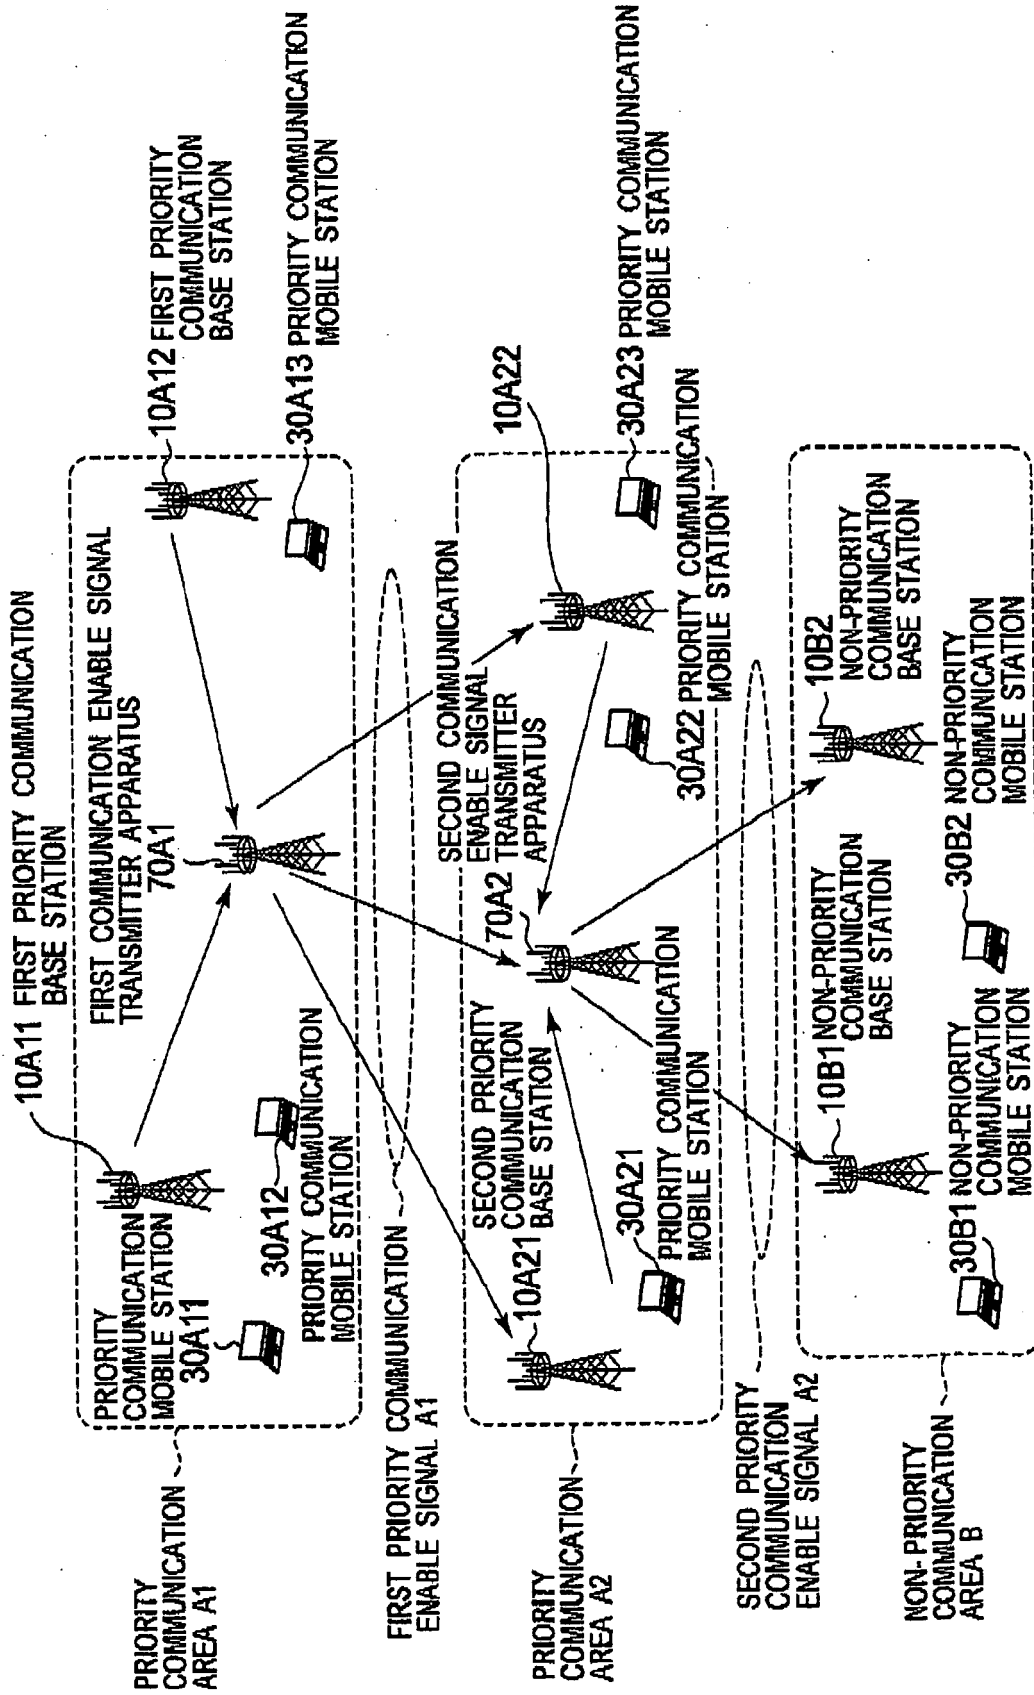 PRIORITY
COMMUNICATION
AREA A1
PRIORITY
COMMUNICATION
MOBILE STATION
30A11
10A11 FIRST PRIORITY COMMUNICATION
BASE STATION
30A12
PRIORITY COMMUNICATION
MOBILE STATION
FIRST COMMUNICATION ENABLE SIGNAL
TRANSMITTER APPARATUS
70A1
10A12 FIRST PRIORITY
COMMUNICATION
BASE STATION
30A13 PRIORITY COMMUNICATION
MOBILE STATION
FIRST PRIORITY COMMUNICATION
ENABLE SIGNAL A1
PRIORITY
COMMUNICATION
AREA A2
10A21
SECOND PRIORITY
COMMUNICATION
BASE STATION
30A21
PRIORITY COMMUNICATION
MOBILE STATION
SECOND COMMUNICATION
ENABLE SIGNAL
70A2 TRANSMITTER
APPARATUS
10A22
30A22 PRIORITY COMMUNICATION
MOBILE STATION
30A23 PRIORITY COMMUNICATION
MOBILE STATION
SECOND PRIORITY
COMMUNICATION
ENABLE SIGNAL A2
NON-PRIORITY
COMMUNICATION
AREA B
10B1 NON-PRIORITY
COMMUNICATION
BASE STATION
30B1 NON-PRIORITY
COMMUNICATION
MOBILE STATION
10B2
NON-PRIORITY
COMMUNICATION
BASE STATION
30B2 NON-PRIORITY
COMMUNICATION
MOBILE STATION